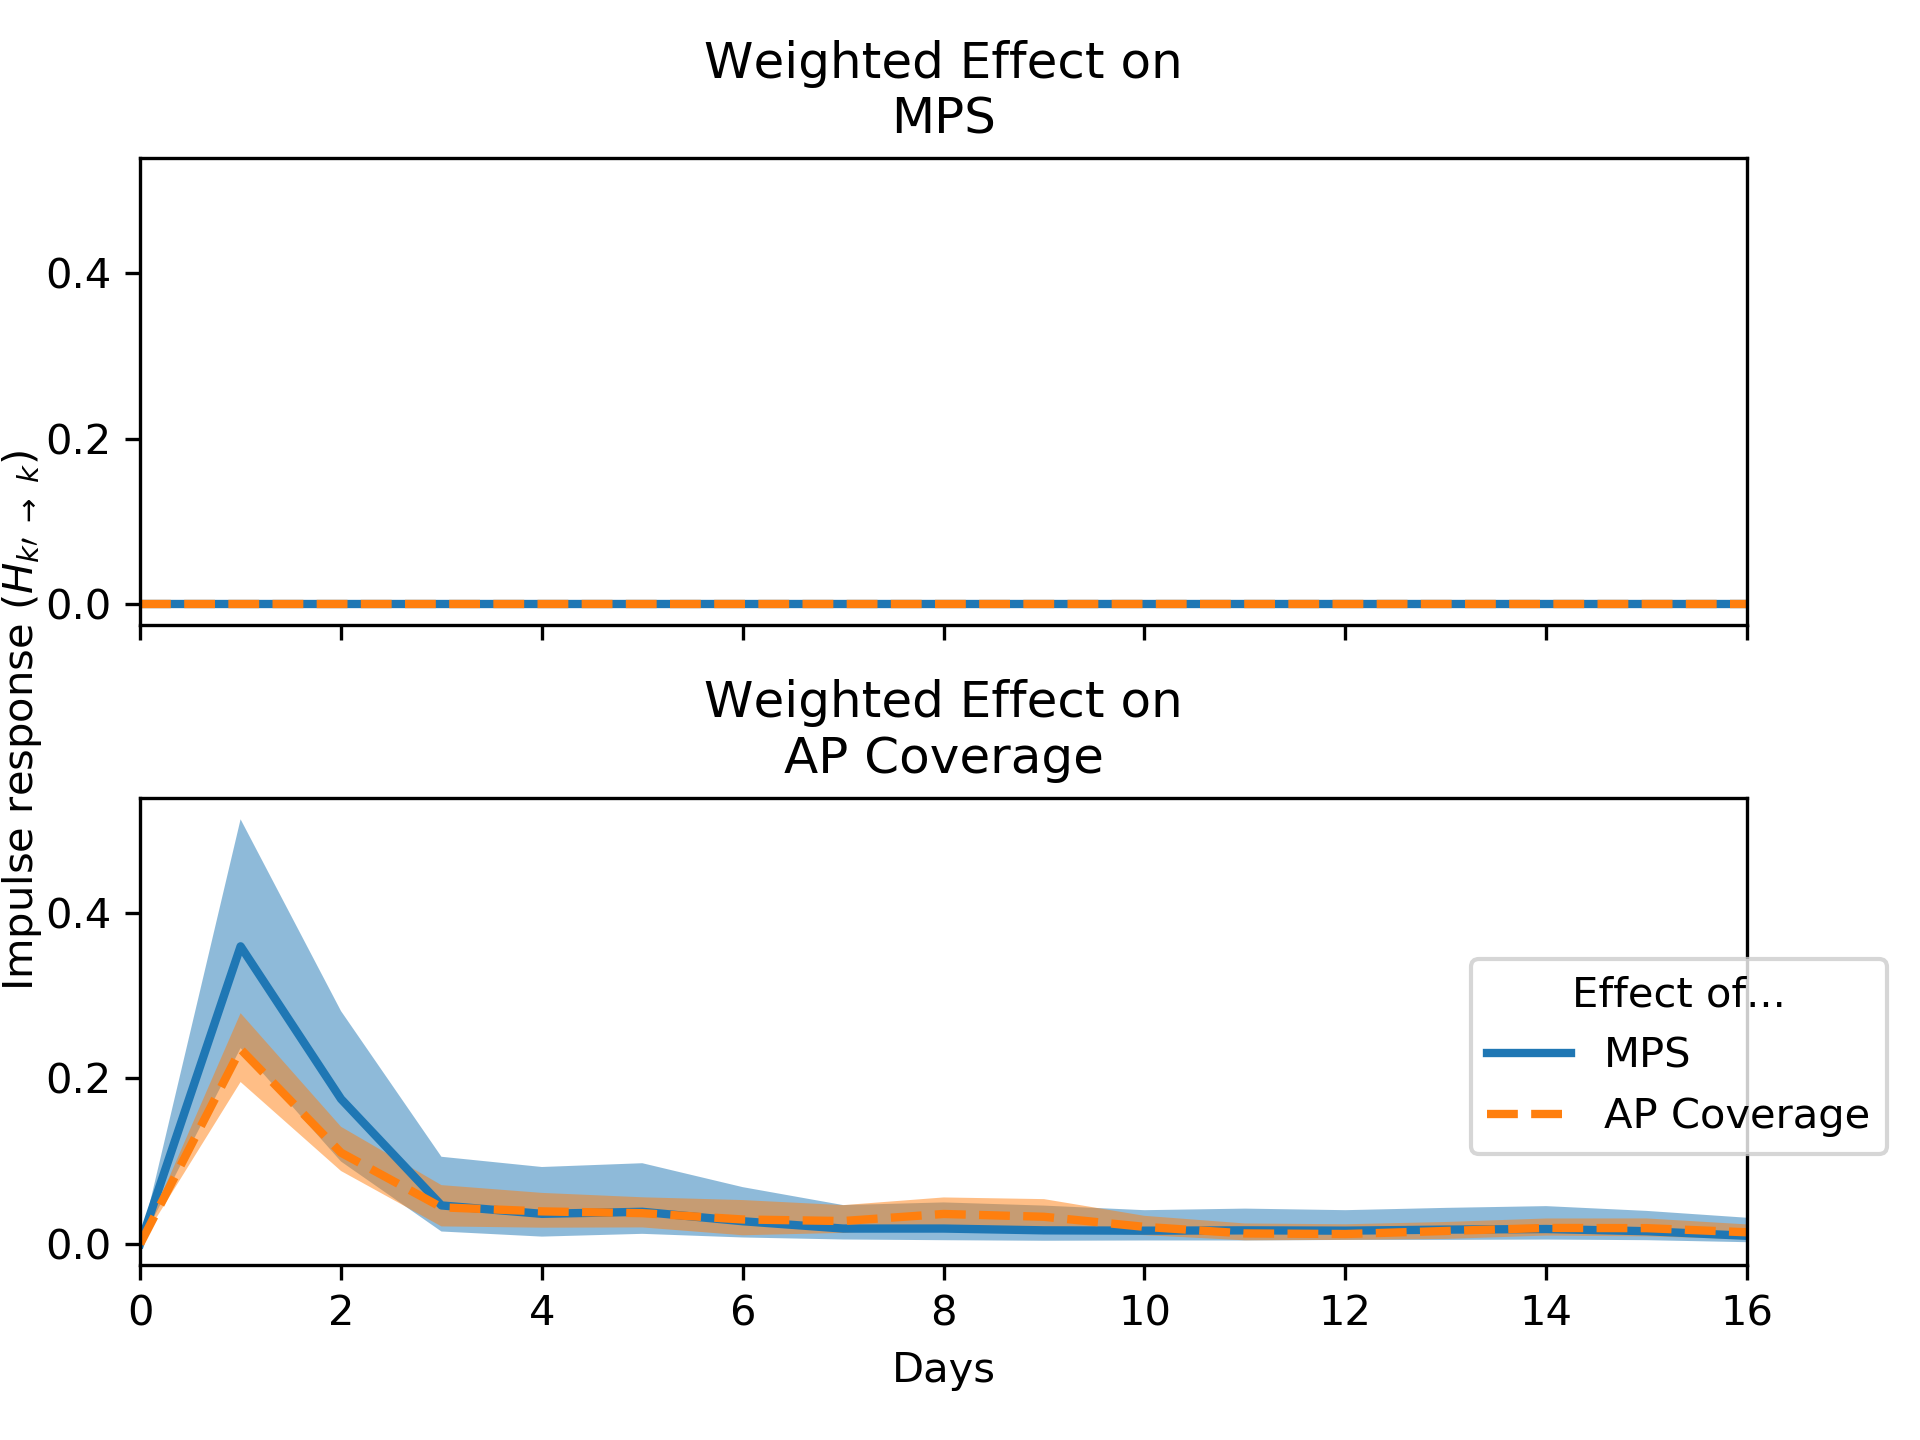 Weighted Effect on
MPS
0.4
0.2
0.0
Impulse response (H_{k′ → k})
Weighted Effect on
AP Coverage
0.4
0.2
0.0
Effect of...
MPS
AP Coverage
0 2 4 6 8 10 12 14 16
Days